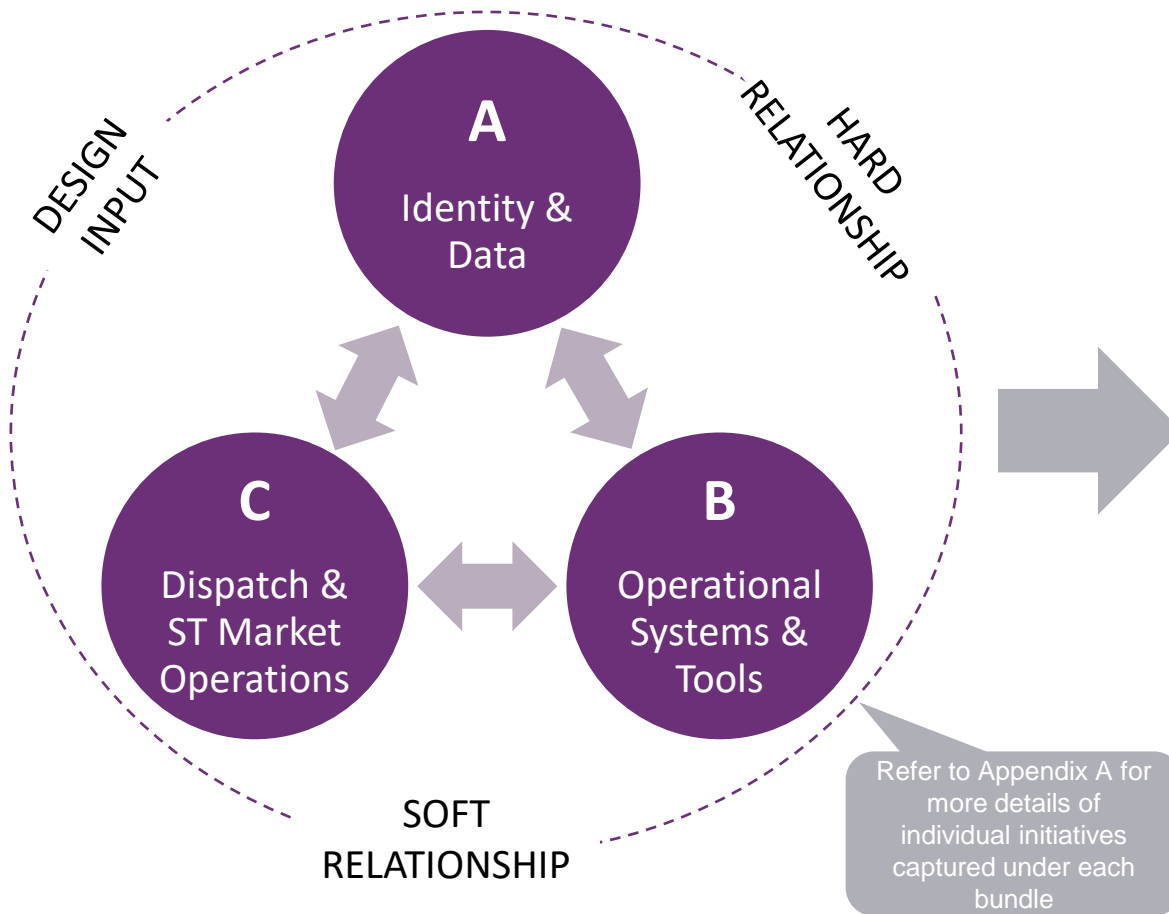 A
Identity &
Data
DESIGN
INPUT
HARD
RELATIONSHIP
C
Dispatch &
ST Market
Operations
B
Operational
Systems &
Tools
SOFT
RELATIONSHIP
Refer to Appendix A for
more details of
individual initiatives
captured under each
bundle